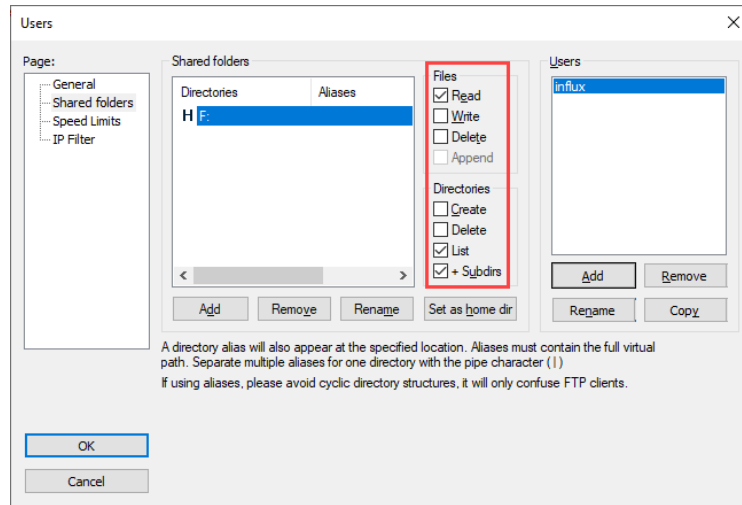 Users
Page:
General
Shared folders
Speed Limits
IP Filter
Shared folders
Directories Aliases
H F:
Files
Read
Write
Delete
Append
Directories
Create
Delete
List
+ Subdirs
Add Remove Rename Set as home dir
Users
influx
Add Remove
Rename Copy
A directory alias will also appear at the specified location. Aliases must contain the full virtual
path. Separate multiple aliases for one directory with the pipe character (|)
If using aliases, please avoid cyclic directory structures, it will only confuse FTP clients.
OK
Cancel